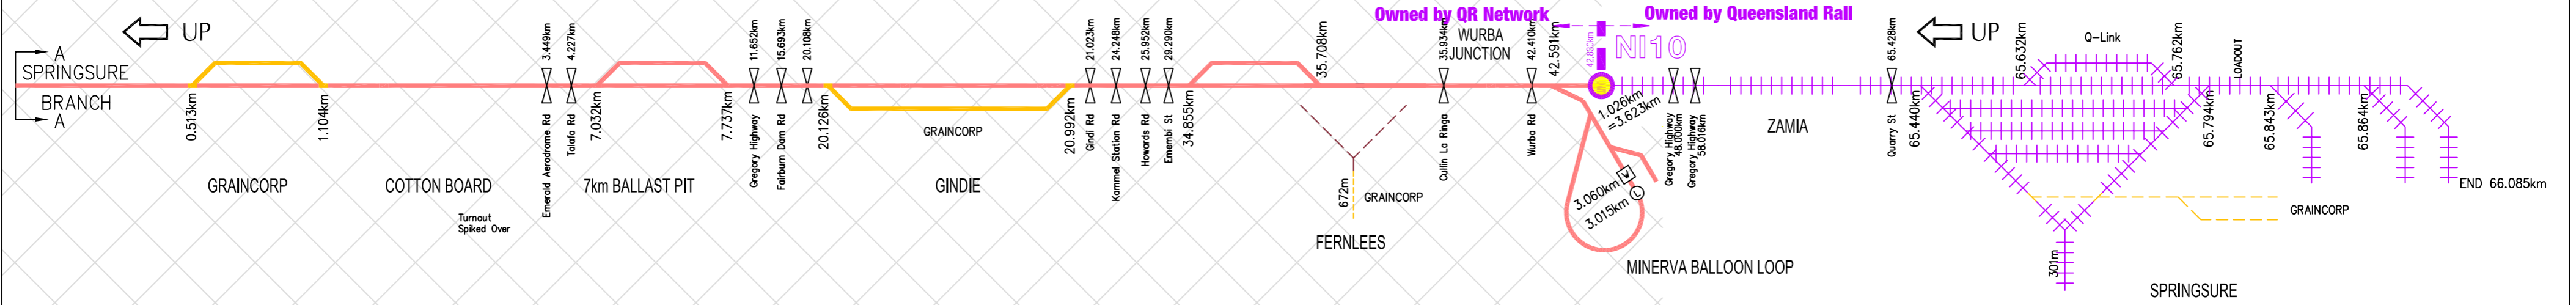 Owned by QR Network
Owned by Queensland Rail
UP
A
SPRINGSURE
BRANCH
A
0.513km
1.104km
GRAINCORP
COTTON BOARD
Turnout
Spiked Over
Emerald Aerodrome Rd
3.449km
Talafa Rd
4.227km
7.032km
7.737km
7km BALLAST PIT
Gregory Highway
11.652km
Fairburn Dam Rd
15.693km
20.108km
20.126km
20.992km
GRAINCORP
GINDIE
Gindi Rd
21.023km
Kammel Station Rd
24.248km
Howards Rd
25.952km
Emembi St
29.290km
34.855km
35.708km
672m
GRAINCORP
FERNLEES
Cullin La Ringo
35.934km
WURBA
JUNCTION
Wurba Rd
42.410km
42.591km
42.830km
NI10
1.026km
=3.623km
3.060km
W
3.015km
L
MINERVA BALLOON LOOP
Gregory Highway
48.000km
Gregory Highway
58.016km
ZAMIA
UP
Quarry St
65.428km
65.440km
65.632km
Q-Link
65.762km
65.794km
LOADOUT
65.843km
65.864km
END 66.085km
GRAINCORP
301m
SPRINGSURE